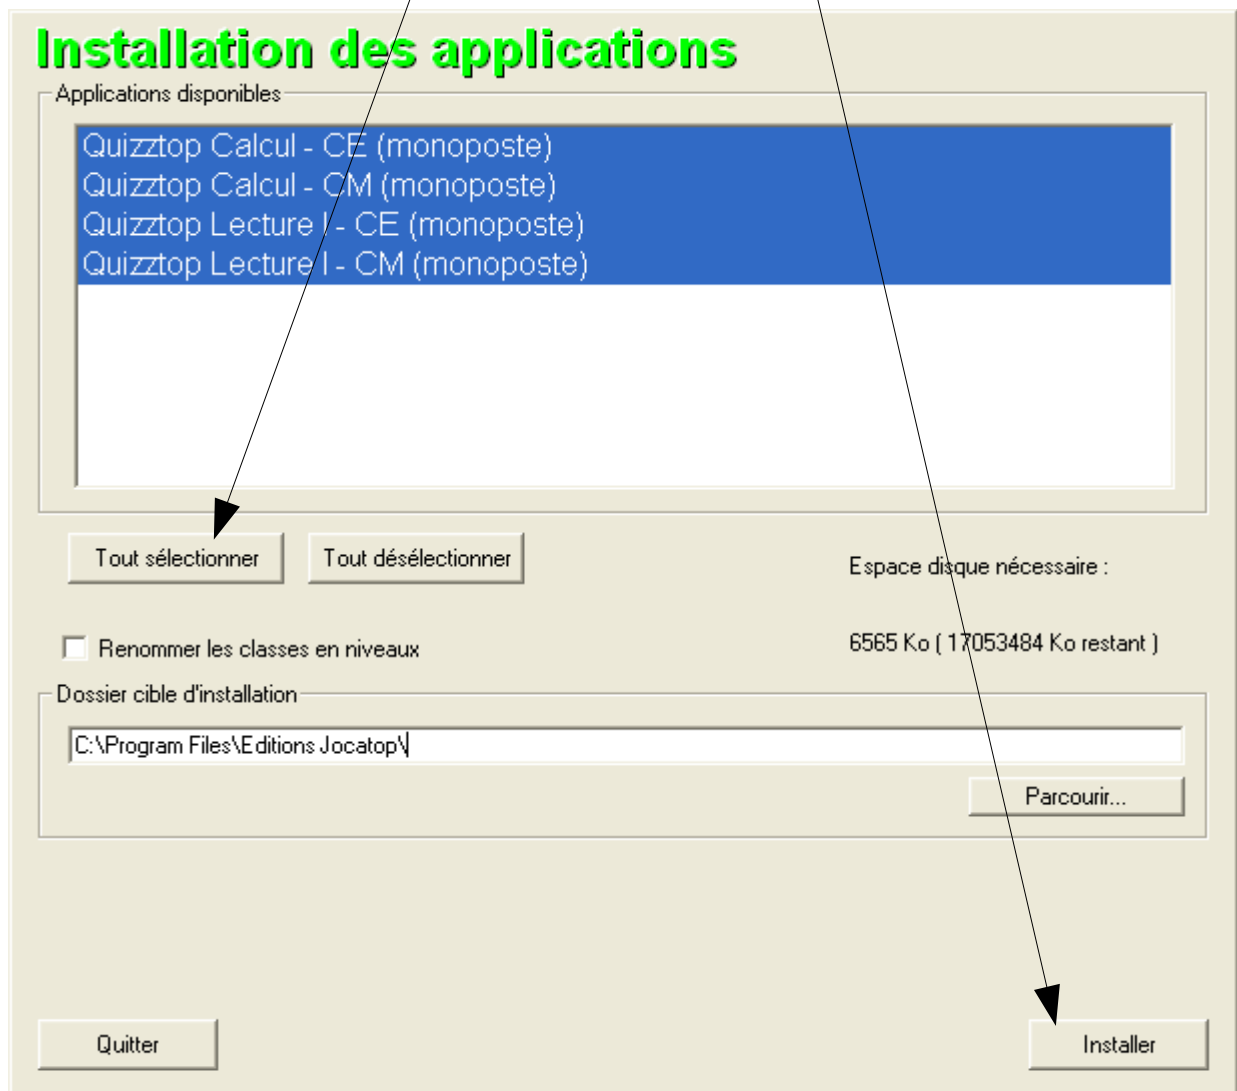 Installation des applications
Applications disponibles
Quizztop Calcul - CE (monoposte)
Quizztop Calcul - CM (monoposte)
Quizztop Lecture I - CE (monoposte)
Quizztop Lecture I - CM (monoposte)
Tout sélectionner
Tout désélectionner
Espace disque nécessaire :
Renommer les classes en niveaux
6565 Ko ( 17053484 Ko restant )
Dossier cible d'installation
C:\Program Files\Editions Jocatop\
Parcourir...
Quitter
Installer